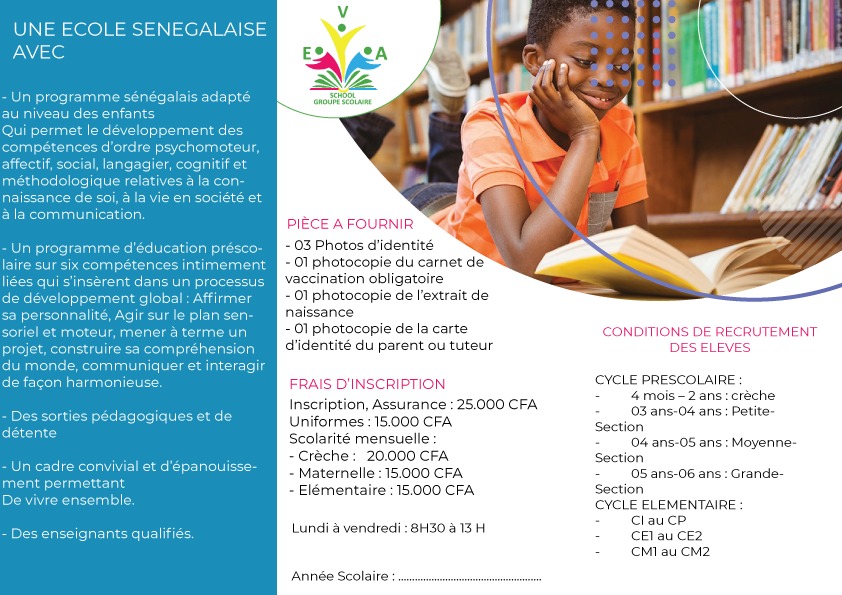 UNE ECOLE SENEGALAISE
AVEC
- Un programme sénégalais adapté
au niveau des enfants
Qui permet le développement des
compétences d'ordre psychomoteur,
affectif, social, langagier, cognitif et
méthodologique relatives à la con-
naissance de soi, à la vie en société et
à la communication.
- Un programme d'éducation présco-
laire sur six compétences intimement
liées qui s'insèrent dans un processus
de développement global : Affirmer
sa personnalité, Agir sur le plan sen-
soriel et moteur, mener à terme un
projet, construire sa compréhension
du monde, communiquer et interagir
de façon harmonieuse.
- Des sorties pédagogiques et de
détente
- Un cadre convivial et d'épanouisse-
ment permettant
De vivre ensemble.
- Des enseignants qualifiés.
E V A
SCHOOL
GROUPE SCOLAIRE
PIÈCE A FOURNIR
- 03 Photos d'identité
- 01 photocopie du carnet de
vaccination obligatoire
- 01 photocopie de l'extrait de
naissance
- 01 photocopie de la carte
d'identité du parent ou tuteur
FRAIS D'INSCRIPTION
Inscription, Assurance : 25.000 CFA
Uniformes : 15.000 CFA
Scolarité mensuelle :
- Crèche : 20.000 CFA
- Maternelle : 15.000 CFA
- Elémentaire : 15.000 CFA
Lundi à vendredi : 8H30 à 13 H
Année Scolaire : ....................................................
CONDITIONS DE RECRUTEMENT
DES ELEVES
CYCLE PRESCOLAIRE :
- 4 mois – 2 ans : crèche
- 03 ans-04 ans : Petite-
Section
- 04 ans-05 ans : Moyenne-
Section
- 05 ans-06 ans : Grande-
Section
CYCLE ELEMENTAIRE :
- CI au CP
- CE1 au CE2
- CM1 au CM2